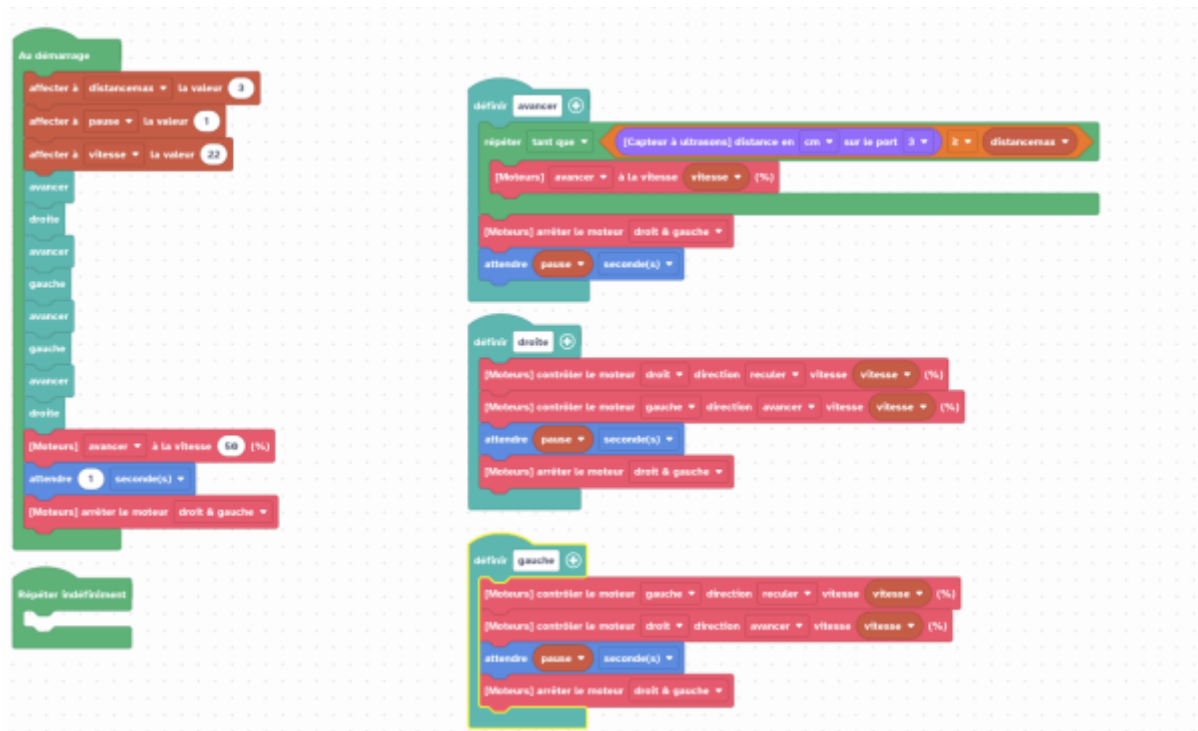 Au démarrage
affecter à distancemax la valeur 3
affecter à pause la valeur 1
affecter à vitesse la valeur 22
avancer
droite
avancer
gauche
avancer
gauche
avancer
droite
[Moteurs] avancer à la vitesse 50 (%)
attendre 1 seconde(s)
[Moteurs] arrêter le moteur droit & gauche
Répéter indéfiniment
définir avancer
répéter tant que [Capteur à ultrasons] distance en cm sur le port 3 ≥ distancemax
[Moteurs] avancer à la vitesse vitesse (%)
[Moteurs] arrêter le moteur droit & gauche
attendre pause seconde(s)
définir droite
[Moteurs] contrôler le moteur droit direction reculer vitesse vitesse (%)
[Moteurs] contrôler le moteur gauche direction avancer vitesse vitesse (%)
attendre pause seconde(s)
[Moteurs] arrêter le moteur droit & gauche
définir gauche
[Moteurs] contrôler le moteur gauche direction reculer vitesse vitesse (%)
[Moteurs] contrôler le moteur droit direction avancer vitesse vitesse (%)
attendre pause seconde(s)
[Moteurs] arrêter le moteur droit & gauche